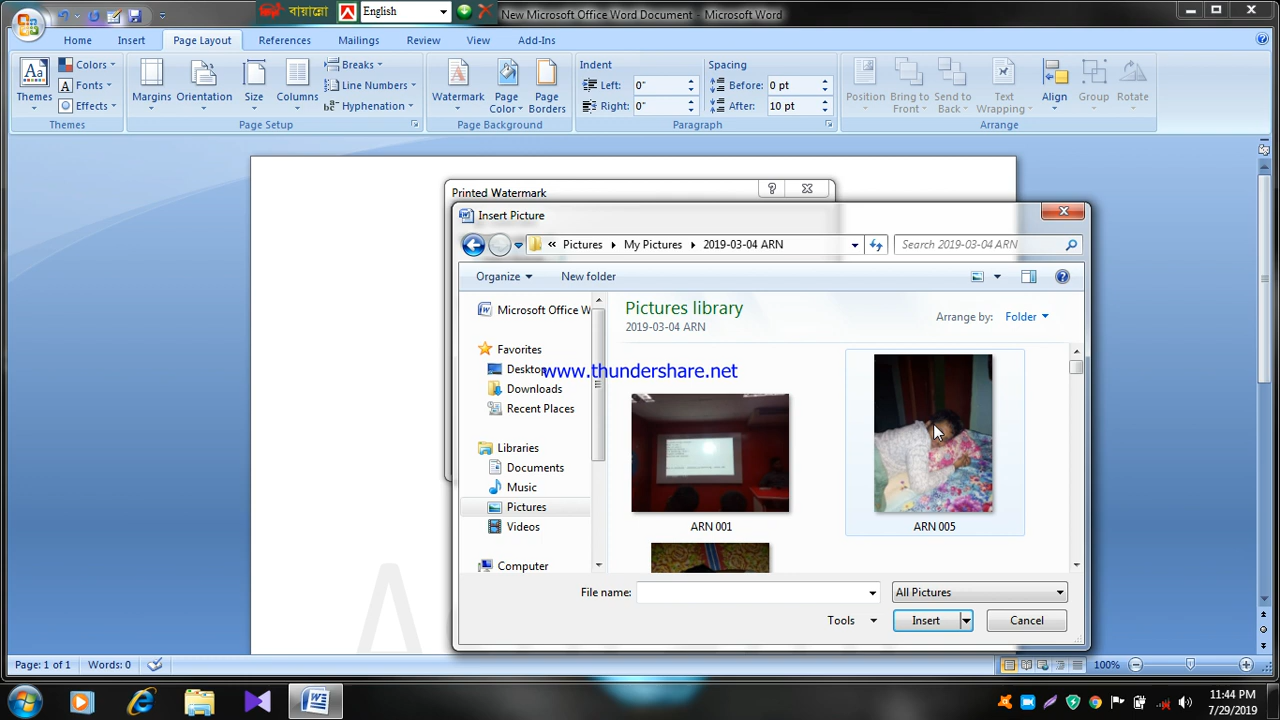 বায়ান্নো English New Microsoft Office Word Document - Microsoft Word
Home Insert Page Layout References Mailings Review View Add-Ins
Themes Colors Fonts Effects
Margins Orientation Size Columns Breaks Line Numbers Hyphenation
Watermark Page Color Page Borders
Indent Left: 0" Right: 0"
Spacing Before: 0 pt After: 10 pt
Position Bring to Front Send to Back Text Wrapping Align Group Rotate
Themes Page Setup Page Background Paragraph Arrange
Printed Watermark
Insert Picture
« Pictures My Pictures 2019-03-04 ARN Search 2019-03-04 ARN
Organize New folder
Microsoft Office W
Favorites
Desktop
Downloads
Recent Places
Libraries
Documents
Music
Pictures
Videos
Computer
Pictures library
2019-03-04 ARN
Arrange by: Folder
www.thundershare.net
ARN 001 ARN 005
File name: All Pictures
Tools Insert Cancel
A
Page: 1 of 1 Words: 0 100%
11:44 PM
7/29/2019